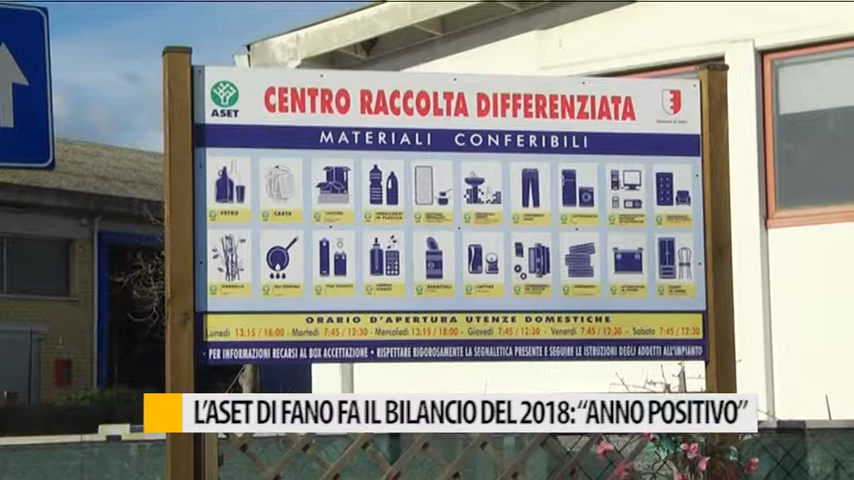 ASET
CENTRO RACCOLTA DIFFERENZIATA
MATERIALI CONFERIBILI
VETRO CARTA
ORARIO D'APERTURA UTENZE DOMESTICHE
Lunedì 13:15 / 18:00 - Martedì 7:45 / 12:30 - Mercoledì 13:15 / 18:00 - Giovedì 7:45 / 12:30 - Venerdì 7:45 / 12:30 - Sabato 7:45 / 12:30
• PER INFORMAZIONI RECARSI AL BOX ACCETTAZIONE • RISPETTARE RIGOROSAMENTE LA SEGNALETICA PRESENTE E SEGUIRE LE ISTRUZIONI DEGLI ADDETTI ALL'IMPIANTO
L'ASET DI FANO FA IL BILANCIO DEL 2018: "ANNO POSITIVO"